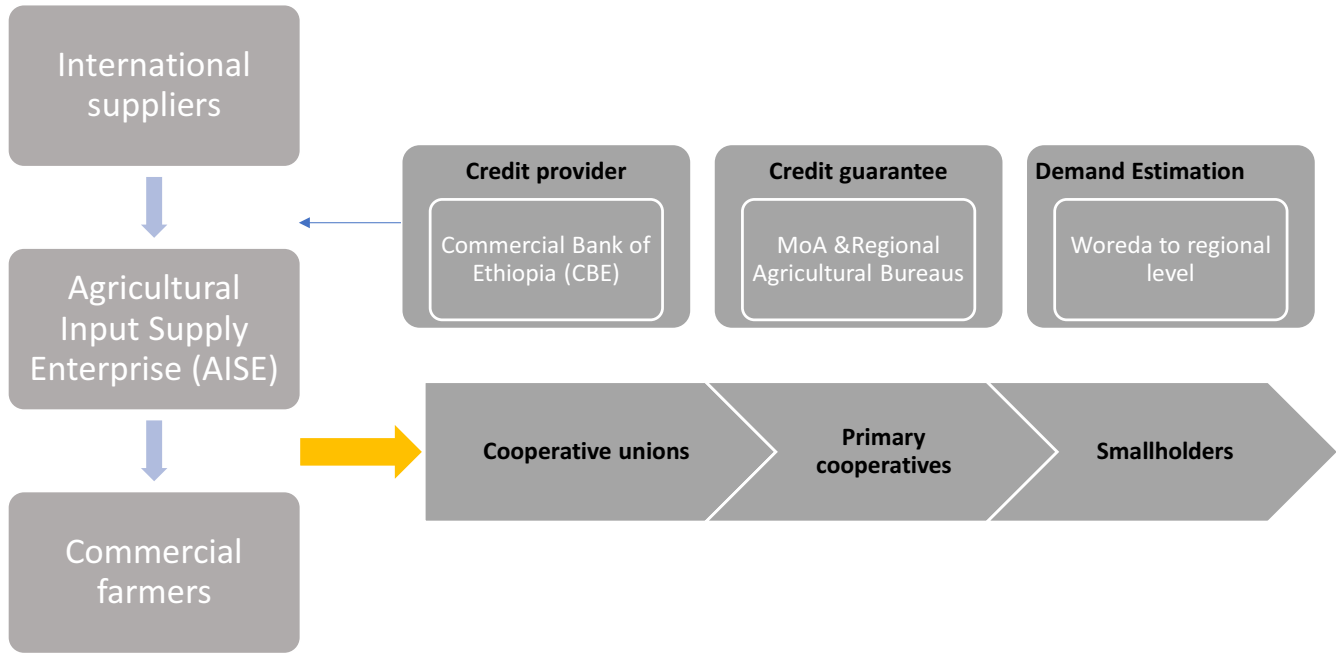 International
suppliers
Agricultural
Input Supply
Enterprise (AISE)
Commercial
farmers
Credit provider
Commercial Bank of
Ethiopia (CBE)
Credit guarantee
MoA &Regional
Agricultural Bureaus
Demand Estimation
Woreda to regional
level
Cooperative unions
Primary
cooperatives
Smallholders